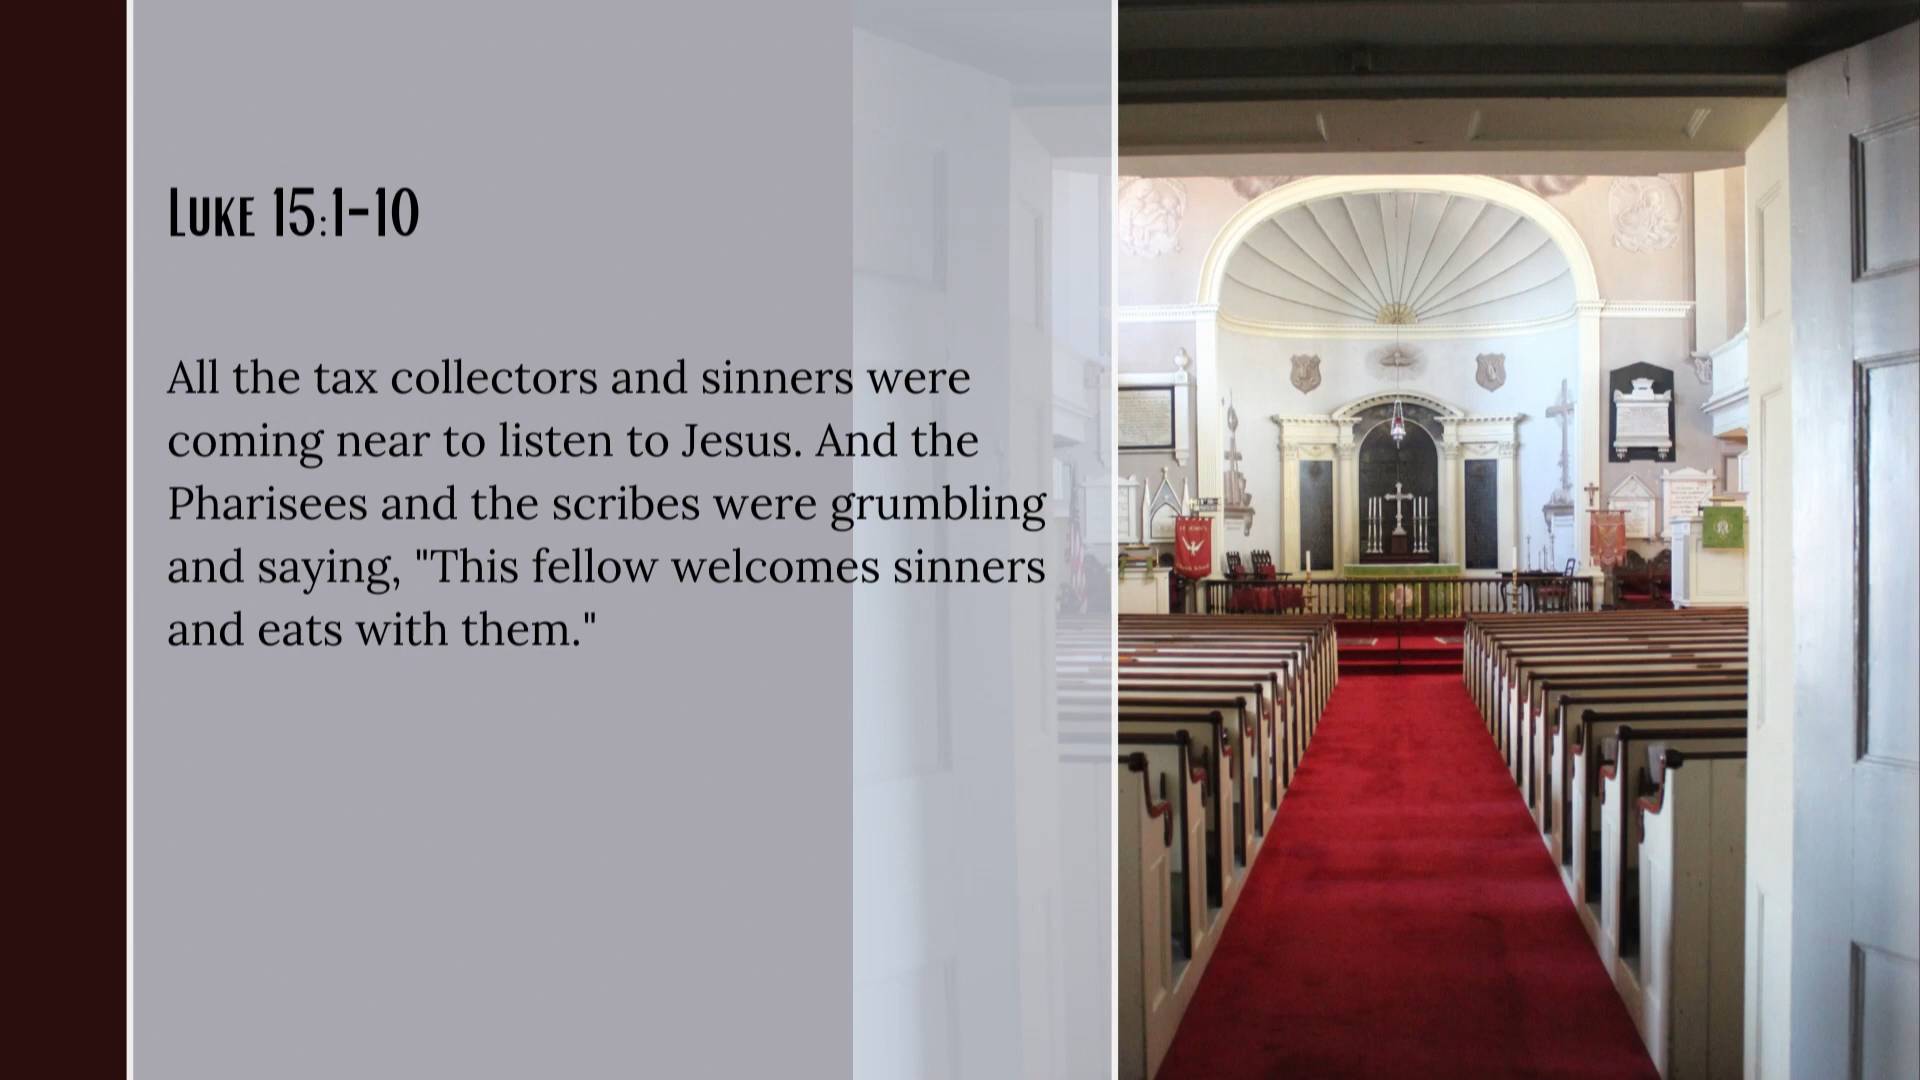 Luke 15:1-10
All the tax collectors and sinners were
coming near to listen to Jesus. And the
Pharisees and the scribes were grumbling
and saying, "This fellow welcomes sinners
and eats with them."